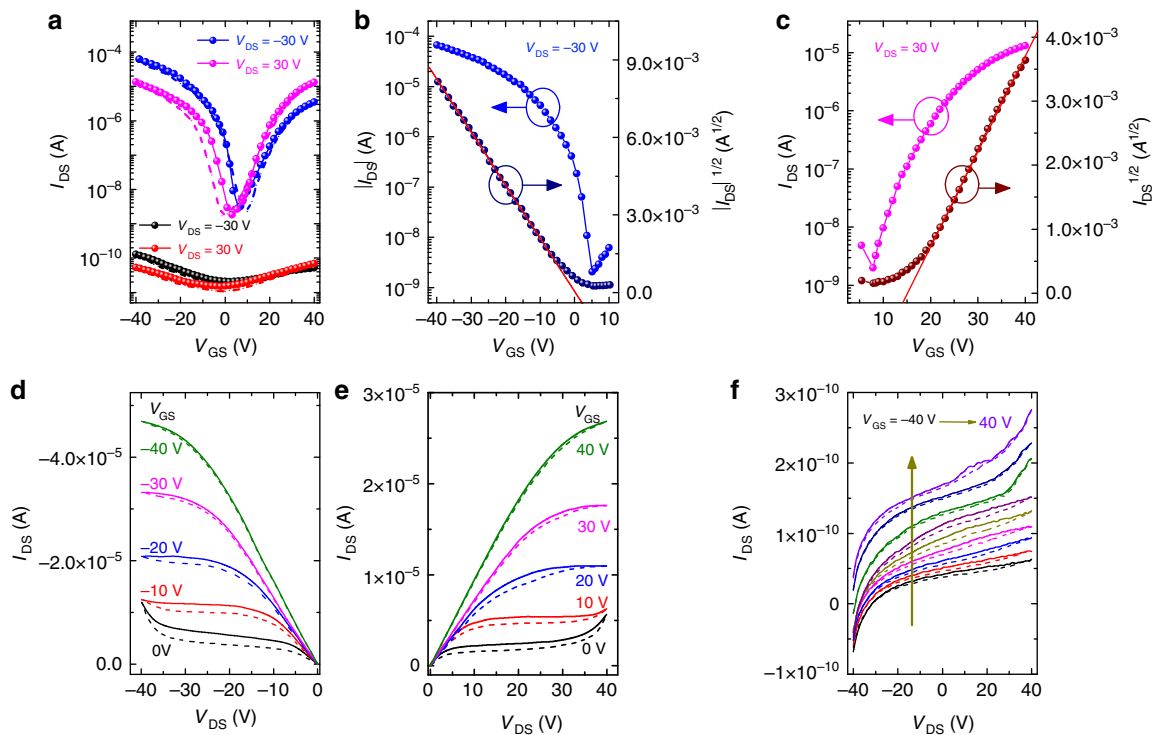 a
10⁻⁴
10⁻⁶
10⁻⁸
10⁻¹⁰
I_DS (A)
V_DS = −30 V
V_DS = 30 V
V_DS = −30 V
V_DS = 30 V
−40 −20 0 20 40
V_GS (V)
b
10⁻⁴
10⁻⁵
10⁻⁶
10⁻⁷
10⁻⁸
10⁻⁹
|I_DS| (A)
V_DS = −30 V
9.0×10⁻³
6.0×10⁻³
3.0×10⁻³
0.0
|I_DS|^1/2 (A^1/2)
−40 −30 −20 −10 0 10
V_GS (V)
c
10⁻⁵
10⁻⁶
10⁻⁷
10⁻⁸
10⁻⁹
I_DS (A)
V_DS = 30 V
4.0×10⁻³
3.0×10⁻³
2.0×10⁻³
1.0×10⁻³
0.0
I_DS^1/2 (A^1/2)
10 20 30 40
V_GS (V)
d
−4.0×10⁻⁵
−2.0×10⁻⁵
0.0
I_DS (A)
V_GS
−40 V
−30 V
−20 V
−10 V
0V
−40 −30 −20 −10 0
V_DS (V)
e
3×10⁻⁵
2×10⁻⁵
1×10⁻⁵
0
I_DS (A)
V_GS
40 V
30 V
20 V
10 V
0 V
0 10 20 30 40
V_DS (V)
f
2×10⁻¹⁰
1×10⁻¹⁰
0
−1×10⁻¹⁰
I_DS (A)
V_GS = −40 V 40 V
−40 −20 0 20 40
V_DS (V)